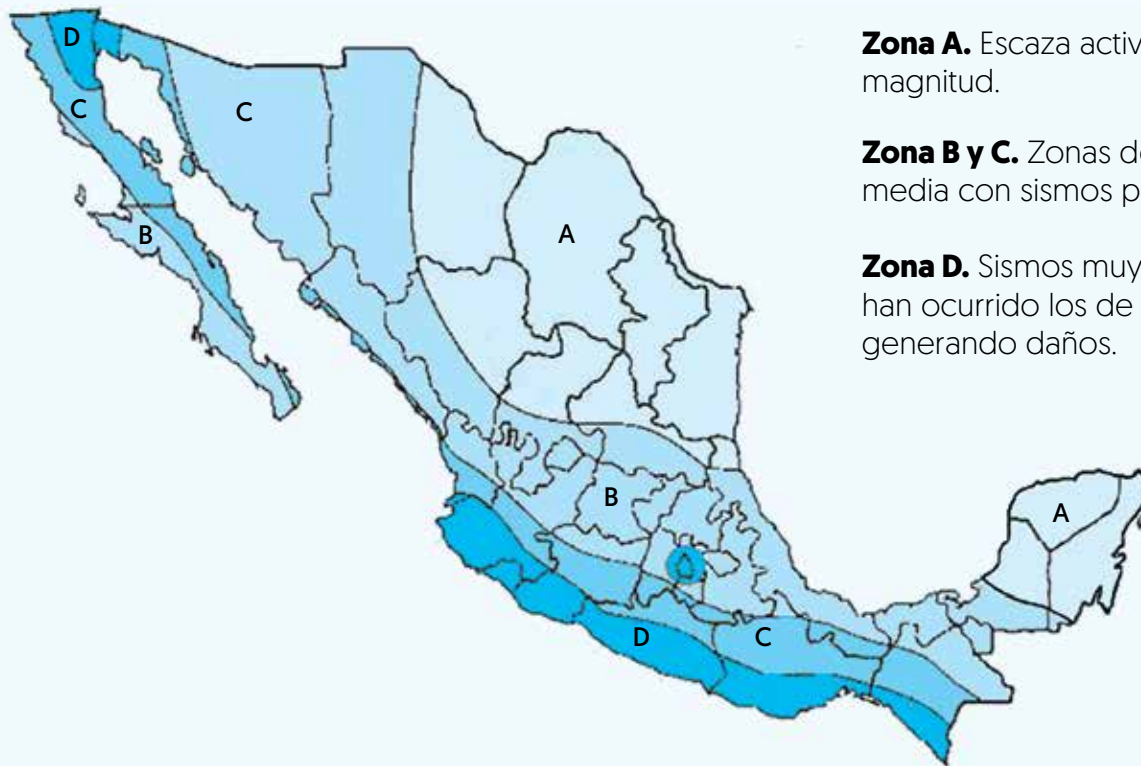 Zona A. Escaza activ
magnitud.
Zona B y C. Zonas de
media con sismos p
Zona D. Sismos muy
han ocurrido los de
generando daños.
D
C
C
A
B
B
A
D
C